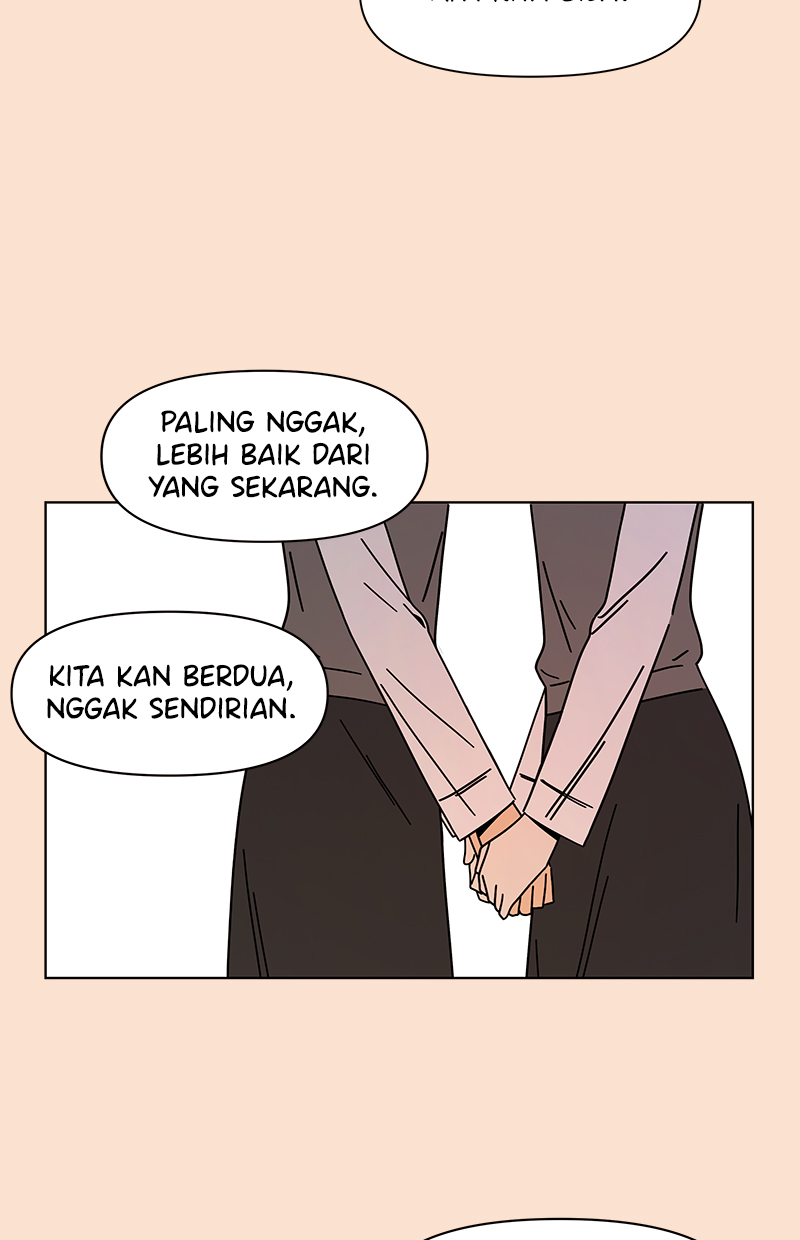 PALING NGGAK,
LEBIH BAIK DARI
YANG SEKARANG.
KITA KAN BERDUA,
NGGAK SENDIRIAN.